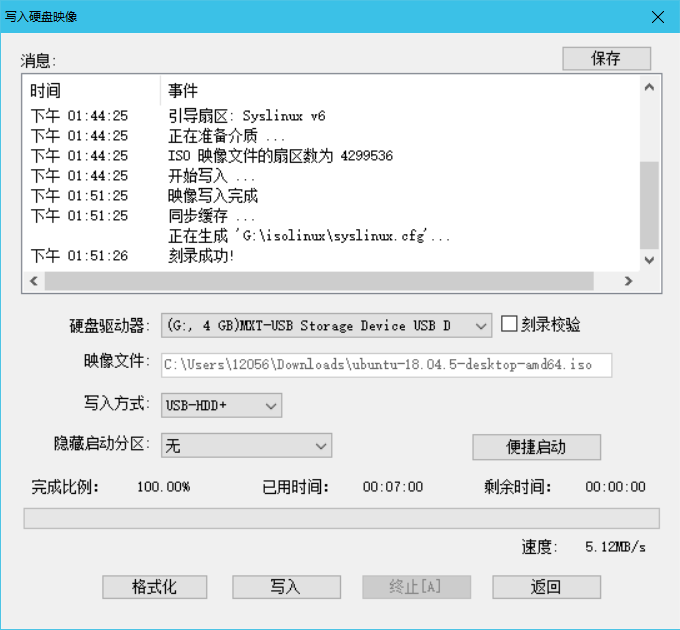 写入硬盘映像
消息:
保存
时间 事件
下午 01:44:25 引导扇区: Syslinux v6
下午 01:44:25 正在准备介质 ...
下午 01:44:25 ISO 映像文件的扇区数为 4299536
下午 01:44:25 开始写入 ...
下午 01:51:25 映像写入完成
下午 01:51:25 同步缓存 ...
正在生成 'G:\isolinux\syslinux.cfg'...
下午 01:51:26 刻录成功!
硬盘驱动器: (G:, 4 GB)MXT-USB Storage Device USB D 刻录校验
映像文件: C:\Users\12056\Downloads\ubuntu-18.04.5-desktop-amd64.iso
写入方式: USB-HDD+
隐藏启动分区: 无 便捷启动
完成比例: 100.00% 已用时间: 00:07:00 剩余时间: 00:00:00
速度: 5.12MB/s
格式化 写入 终止[A] 返回